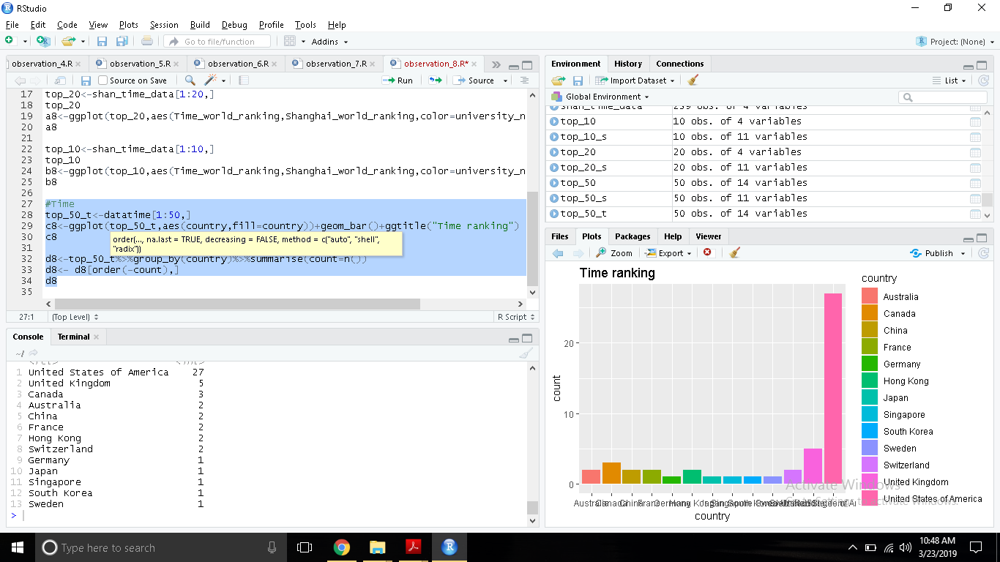 RStudio
File Edit Code View Plots Session Build Debug Profile Tools Help
Go to file/function Addins Project: (None)
observation_4.R observation_5.R observation_6.R observation_7.R observation_8.R*
Source on Save Run Source
17 top_20<-shan_time_data[1:20,]
18 top_20
19 a8<-ggplot(top_20,aes(Time_world_ranking,Shanghai_world_ranking,color=university_n
20 a8
21
22 top_10<-shan_time_data[1:10,]
23 top_10
24 b8<-ggplot(top_10,aes(Time_world_ranking,Shanghai_world_ranking,color=university_n
25 b8
26
27 #Time
28 top_50_t<-datatime[1:50,]
29 c8<-ggplot(top_50_t,aes(country,fill=country))+geom_bar()+ggtitle("Time ranking")
30 c8
order(..., na.last = TRUE, decreasing = FALSE, method = c("auto", "shell",
"radix"))
31
32 d8<-top_50_t%>%group_by(country)%>%summarise(count=n())
33 d8<- d8[order(-count),]
34 d8
35
27:1 (Top Level) R Script
Console Terminal
~/
<fct> <int>
1 United States of America 27
2 United Kingdom 5
3 Canada 3
4 Australia 2
5 China 2
6 France 2
7 Hong Kong 2
8 Switzerland 2
9 Germany 1
10 Japan 1
11 Singapore 1
12 South Korea 1
13 Sweden 1
>
Environment History Connections
Import Dataset List
Global Environment
shan_time_data 239 obs. of 4 variables
top_10 10 obs. of 4 variables
top_10_s 10 obs. of 11 variables
top_20 20 obs. of 4 variables
top_20_s 20 obs. of 11 variables
top_50 50 obs. of 14 variables
top_50_s 50 obs. of 11 variables
top_50_t 50 obs. of 14 variables
Files Plots Packages Help Viewer
Zoom Export Publish
Time ranking
count
20
10
0
country
country
Australia
Canada
China
France
Germany
Hong Kong
Japan
Singapore
South Korea
Sweden
Switzerland
United Kingdom
United States of America
Activate Windows
Go to Settings to activate Windows.
Type here to search
10:48 AM
3/23/2019